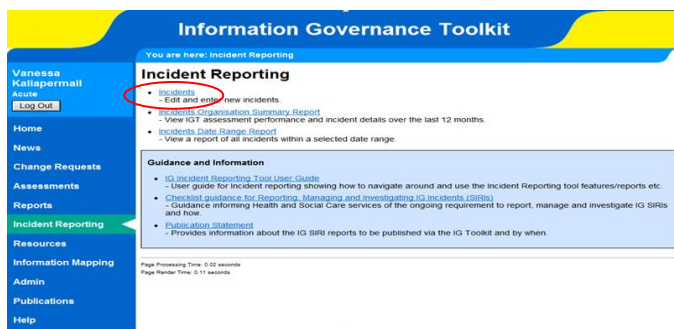 Information Governance Toolkit
You are here: Incident Reporting
Vanessa
Kallapermall
Acute
Log Out
Home
News
Change Requests
Assessments
Reports
Incident Reporting
Resources
Information Mapping
Admin
Publications
Help
Incident Reporting
• Incidents
- Edit and enter new incidents.
• Incidents Organisation Summary Report
- View IGT assessment performance and incident details over the last 12 months.
• Incidents Date Range Report
- View a report of all incidents within a selected date range.
Guidance and Information
• IG Incident Reporting Tool User Guide
- User guide for Incident reporting showing how to navigate around and use the Incident Reporting tool features/reports etc.
• Checklist guidance for Reporting, Managing and Investigating IG Incidents (SIRIs)
- Guidance informing Health and Social Care services of the ongoing requirement to report, manage and investigate IG SIRIs
and how.
• Publication Statement
- Provides information about the IG SIRI reports to be published via the IG Toolkit and by when.
Page Processing Time: 0.02 seconds
Page Render Time: 0.11 seconds